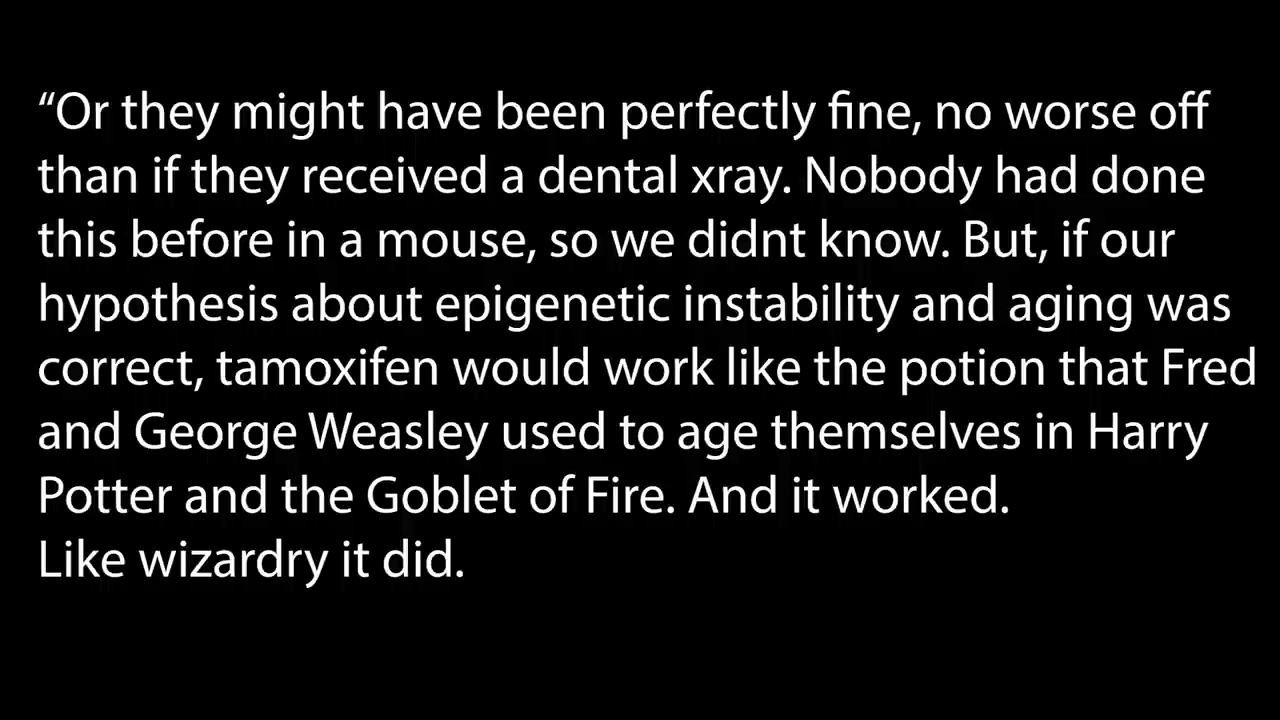 “Or they might have been perfectly fine, no worse off
than if they received a dental xray. Nobody had done
this before in a mouse, so we didnt know. But, if our
hypothesis about epigenetic instability and aging was
correct, tamoxifen would work like the potion that Fred
and George Weasley used to age themselves in Harry
Potter and the Goblet of Fire. And it worked.
Like wizardry it did.